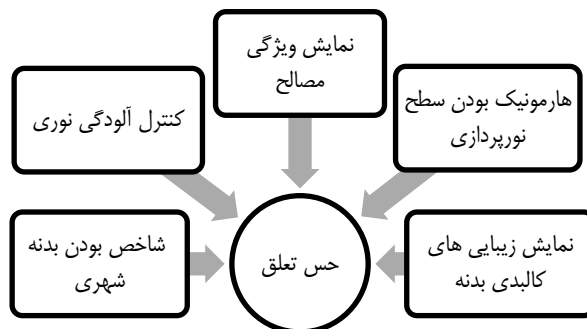 نمایش ویژگی
مصالح
هارمونیک بودن سطح
نورپردازی
کنترل آلودگی نوری
نمایش زیبایی های
کالبدی بدنه
حس تعلق
شاخص بودن بدنه
شهری